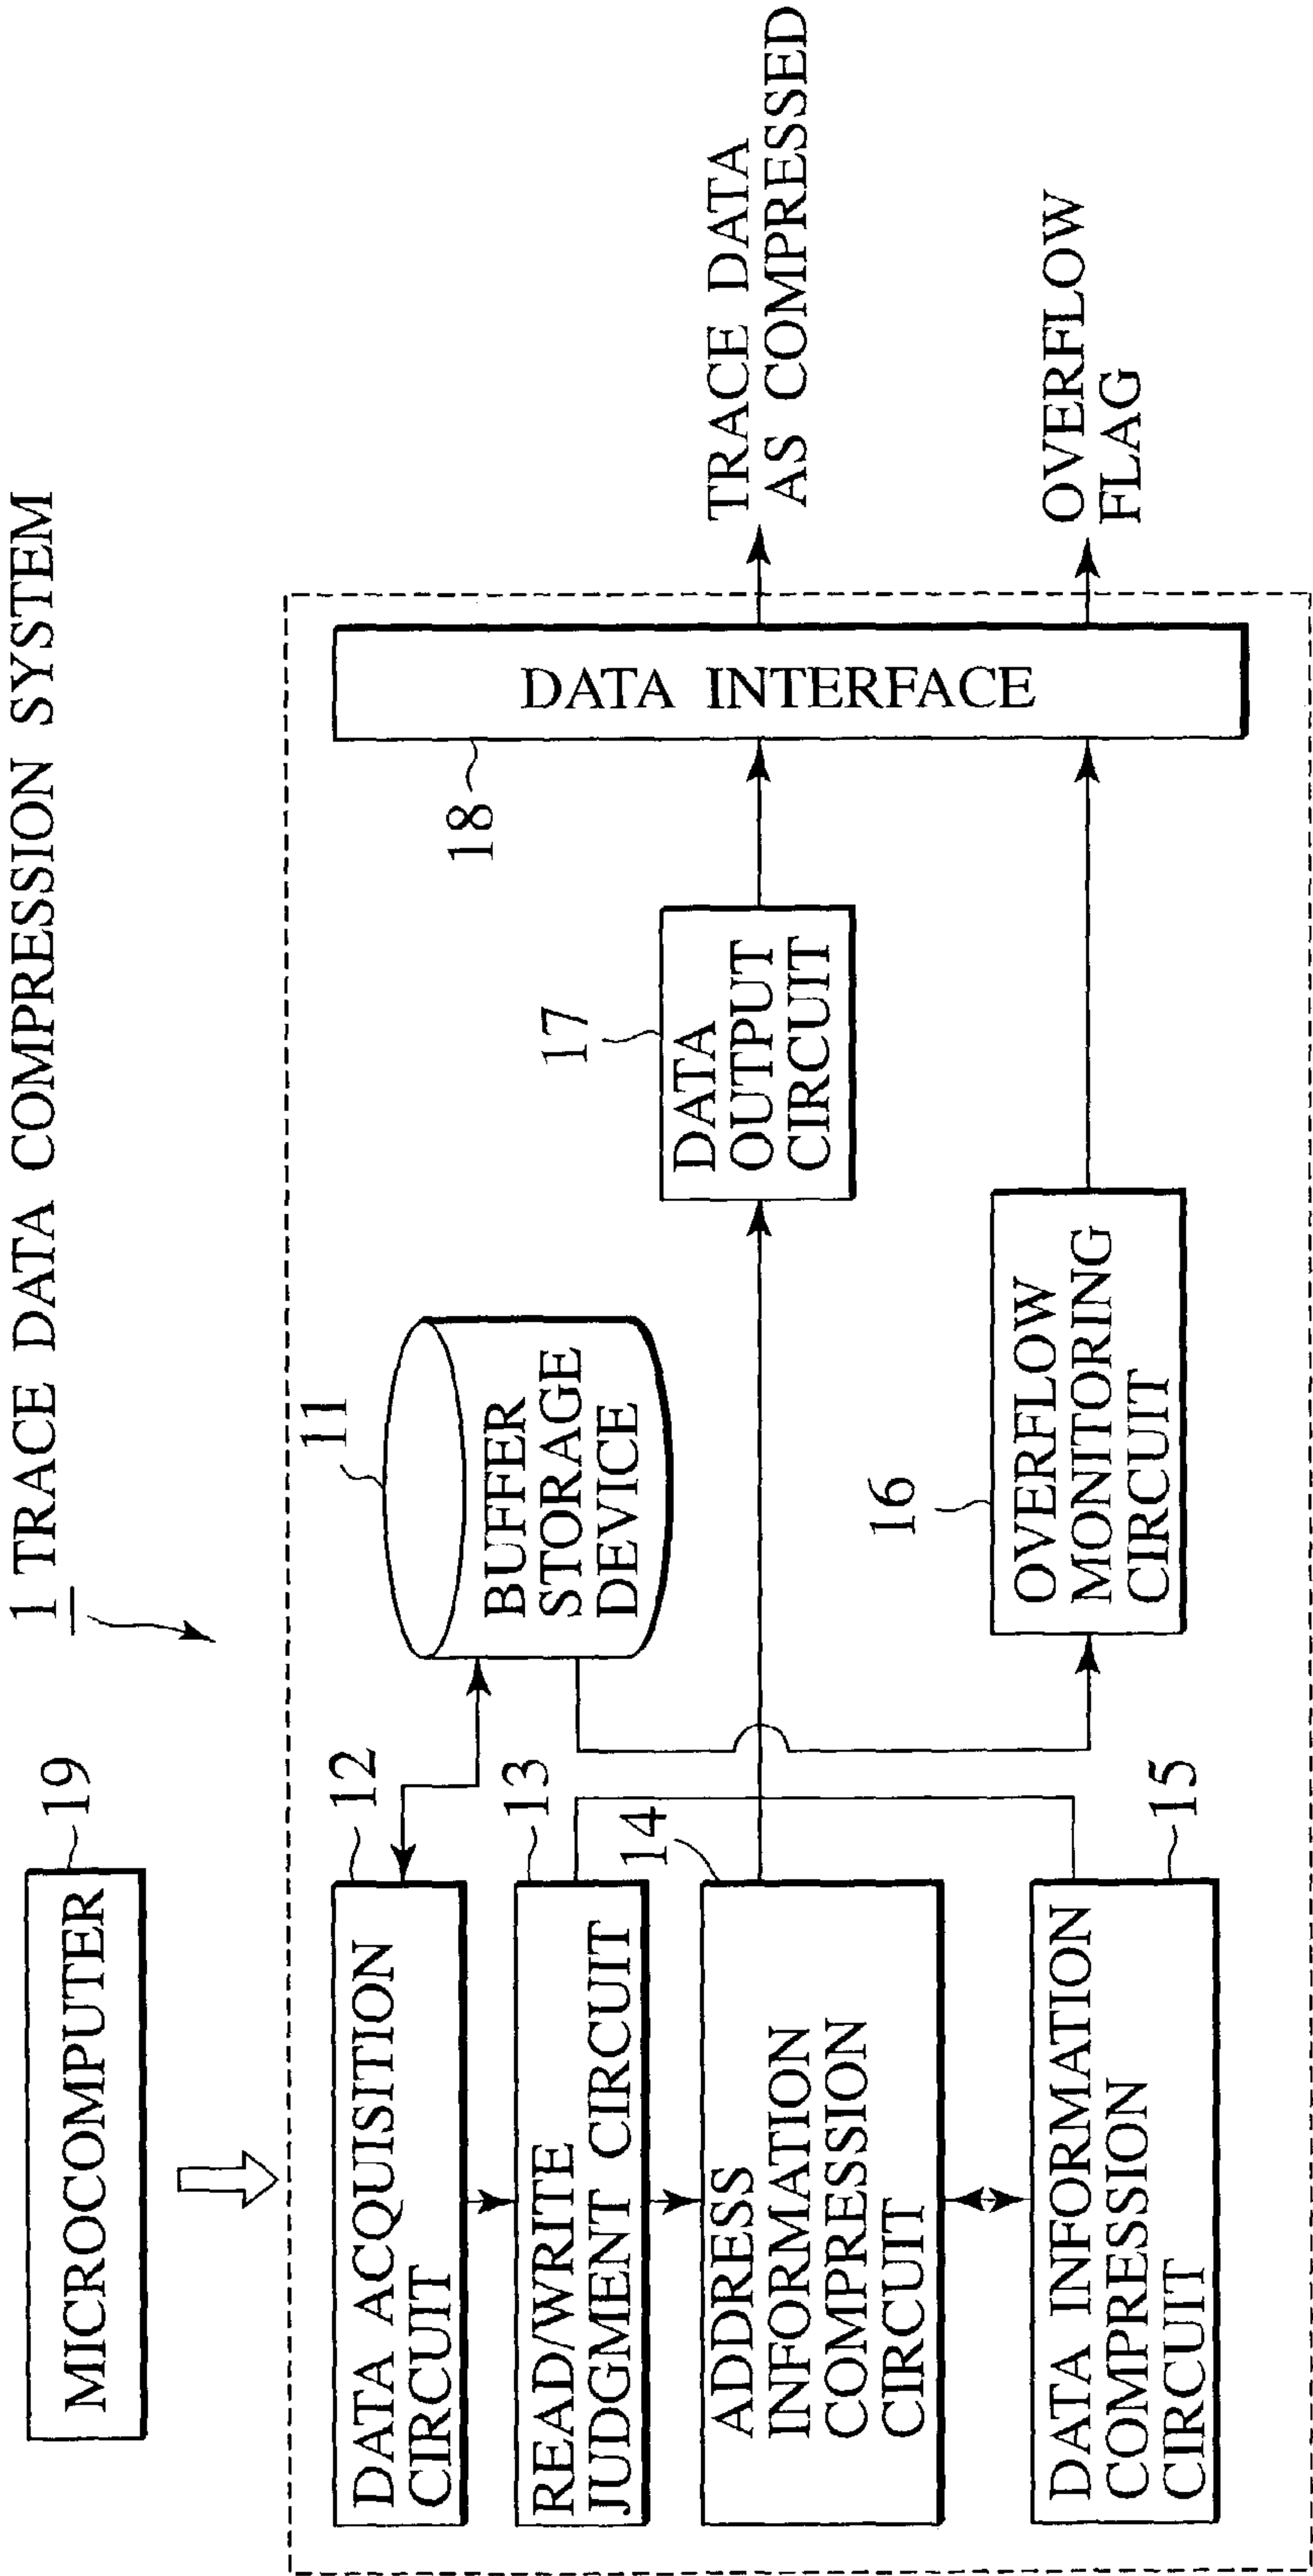 1 TRACE DATA COMPRESSION SYSTEM
MICROCOMPUTER
19
DATA ACQUISITION
CIRCUIT
12
READ/WRITE
JUDGMENT CIRCUIT
13
ADDRESS
INFORMATION
COMPRESSION
CIRCUIT
14
DATA INFORMATION
COMPRESSION
CIRCUIT
15
11
BUFFER
STORAGE
DEVICE
16
OVERFLOW
MONITORING
CIRCUIT
17
DATA
OUTPUT
CIRCUIT
18
DATA INTERFACE
TRACE DATA
AS COMPRESSED
OVERFLOW
FLAG